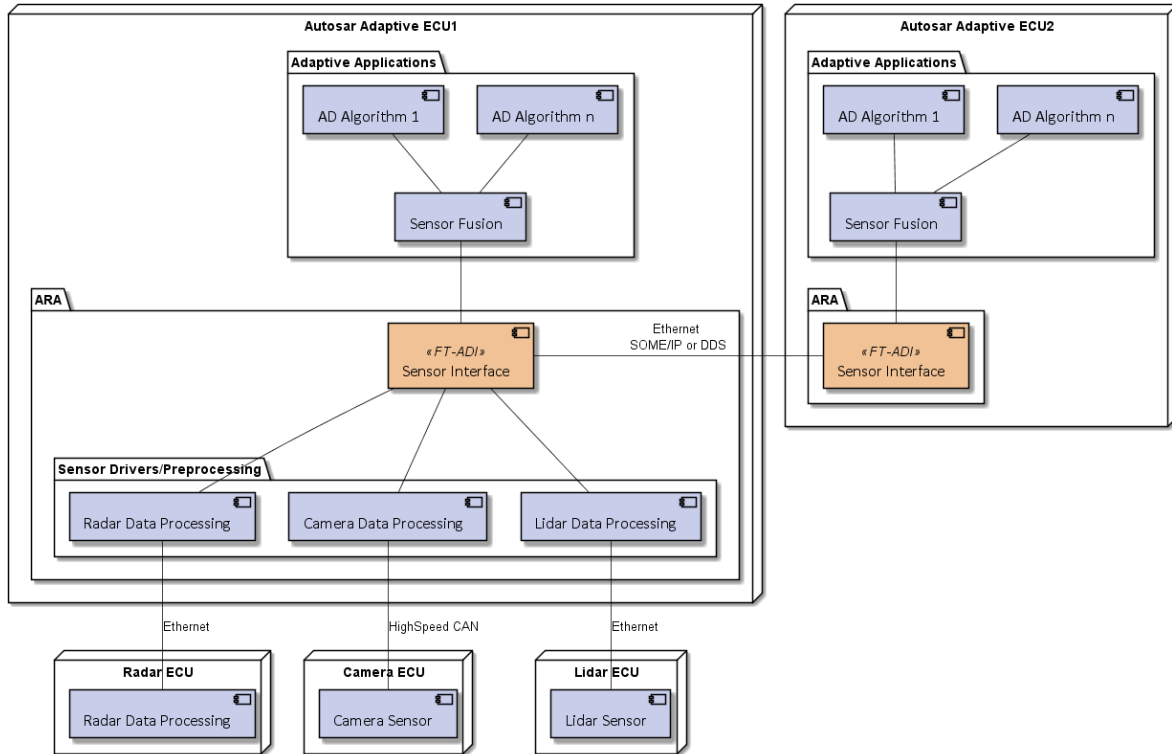 Autosar Adaptive ECU1
Autosar Adaptive ECU2
Adaptive Applications
Adaptive Applications
AD Algorithm 1
AD Algorithm n
AD Algorithm 1
AD Algorithm n
Sensor Fusion
Sensor Fusion
ARA
ARA
Ethernet
SOME/IP or DDS
«FT-ADI»
Sensor Interface
«FT-ADI»
Sensor Interface
Sensor Drivers/Preprocessing
Radar Data Processing
Camera Data Processing
Lidar Data Processing
Ethernet
HighSpeed CAN
Ethernet
Radar ECU
Camera ECU
Lidar ECU
Radar Data Processing
Camera Sensor
Lidar Sensor